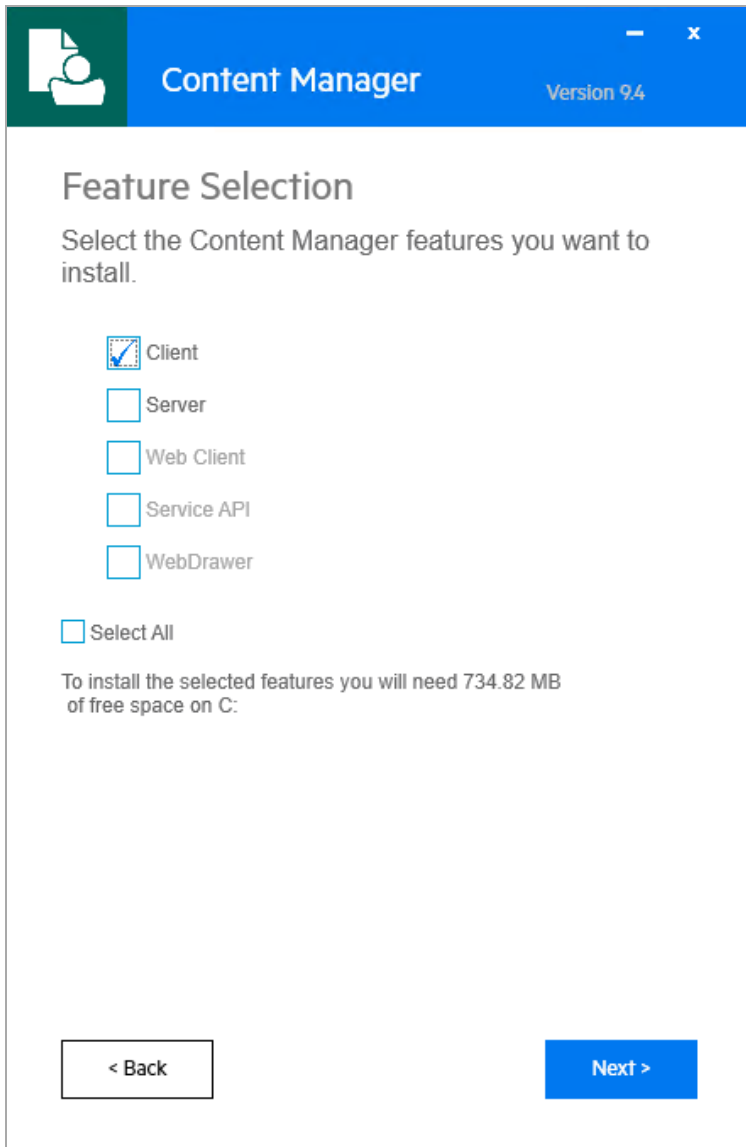 x
Content Manager
Version 9.4
Feature Selection
Select the Content Manager features you want to
install.
Client
Server
Web Client
Service API
WebDrawer
Select All
To install the selected features you will need 734.82 MB
of free space on C:
< Back
Next >